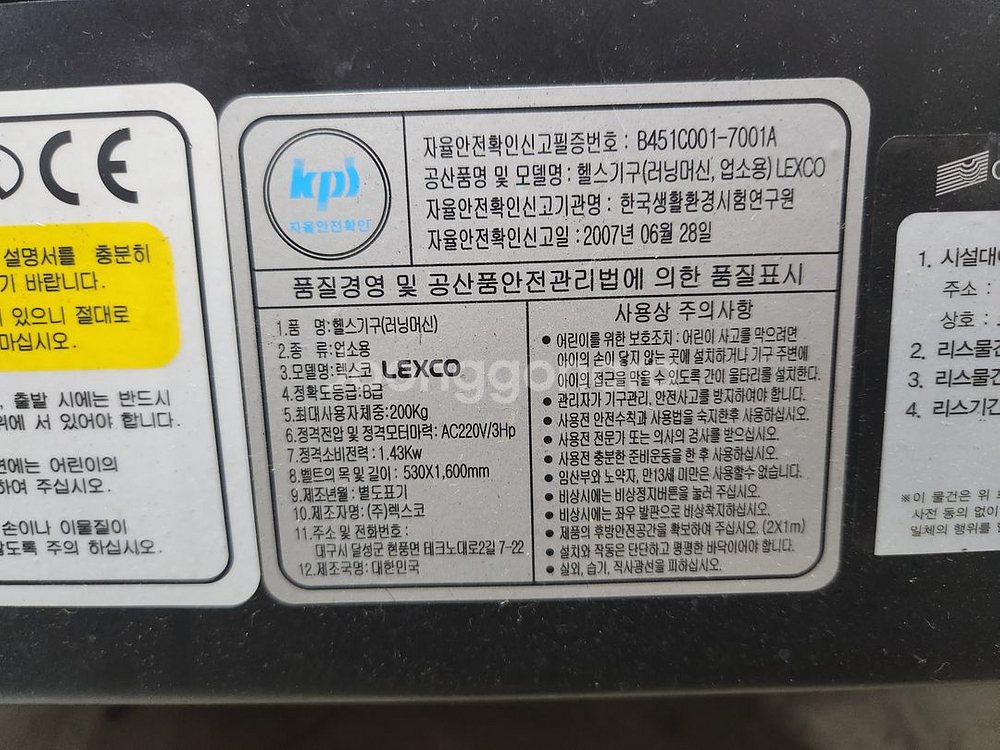 CE
설명서를 충분히
기 바랍니다.
있으니 절대로
마십시오.
출발 시에는 반드시
위에 서 있어야 합니다.
에는 어린이의
하여 주십시오.
손이나 이물질이
않도록 주의 하십시오.
kps
자율안전확인
자율안전확인신고필증번호 : B451C001-7001A
공산품명 및 모델명 : 헬스기구(러닝머신, 업소용) LEXCO
자율안전확인신고기관명 : 한국생활환경시험연구원
자율안전확인신고일 : 2007년 06월 28일
품질경영 및 공산품안전관리법에 의한 품질표시
1.품 명:헬스기구(러닝머신)
2.종 류:업소용
3.모델명:렉스코 LEXCO
4.정확도등급:B급
5.최대사용자체중:200Kg
6.정격전압 및 정격모터마력: AC220V/3Hp
7.정격소비전력: 1.43Kw
8.벨트의 목 및 길이 : 530X1,600mm
9.제조년월: 별도표기
10.제조자명: (주)렉스코
11.주소 및 전화번호 :
대구시 달성군 현풍면 테크노대로2길 7-22
12.제조국명: 대한민국
사용상 주의사항
● 어린이를 위한 보호조치 : 어린이 사고를 막으려면
아이의 손이 닿지 않는 곳에 설치하거나 기구 주변에
아이의 접근을 막을 수 있도록 간이 울타리를 설치한다.
● 관리자가 기구관리, 안전사고를 방지하여야 합니다.
● 사용전 안전수칙과 사용법을 숙지한후 사용하십시오.
● 사용전 전문가 또는 의사의 검사를 받으십시오.
● 사용전 충분한 준비운동을 한 후 사용하십시오.
● 임산부와 노약자, 만13세 미만은 사용할수 없습니다.
● 비상시에는 비상정지버튼을 눌러 주십시오.
● 비상시에는 좌우 발판으로 비상착지하십시오.
● 제품의 후방안전공간을 확보하여 주십시오. (2X1m)
● 설치와 작동은 단단하고 평평한 바닥이어야 합니다.
● 실외, 습기, 직사광선을 피하십시오.
1. 시설대여
주소 :
상호 :
2. 리스물건
3. 리스물건
4. 리스기간
※이 물건은 위
사전 동의 없이
일체의 행위를